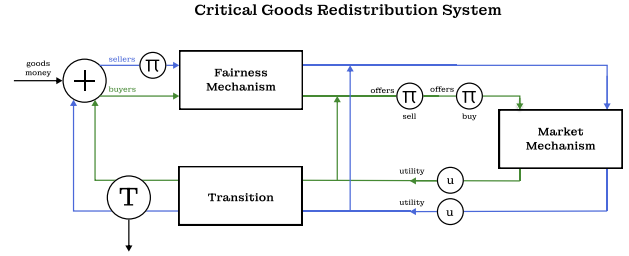 Critical Goods Redistribution System
goods
money
+
sellers
π
buyers
Fairness
Mechanism
offers
π
sell
offers
π
buy
Market
Mechanism
T
Transition
utility
u
utility
u